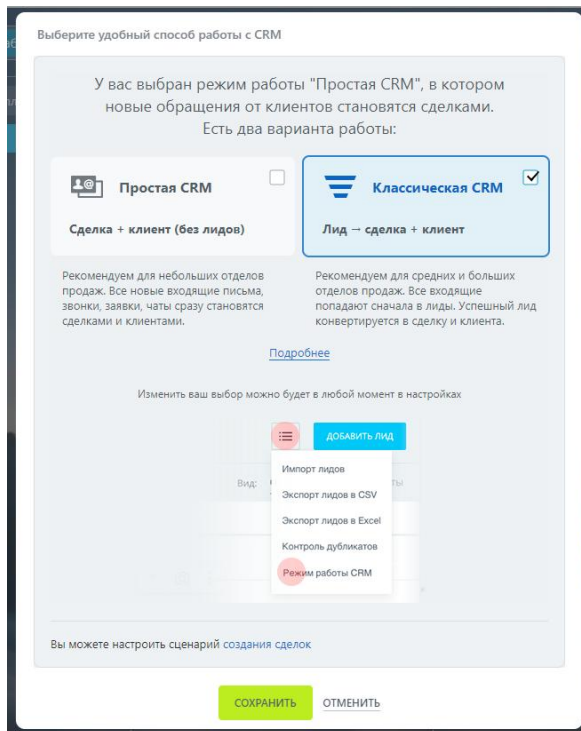 Выберите удобный способ работы с CRM
У вас выбран режим работы "Простая CRM", в котором
новые обращения от клиентов становятся сделками.
Есть два варианта работы:
Простая CRM
Сделка + клиент (без лидов)
Классическая CRM
Лид → сделка + клиент
Рекомендуем для небольших отделов
продаж. Все новые входящие письма,
звонки, заявки, чаты сразу становятся
сделками и клиентами.
Рекомендуем для средних и больших
отделов продаж. Все входящие
попадают сначала в лиды. Успешный лид
конвертируется в сделку и клиента.
Подробнее
Изменить ваш выбор можно будет в любой момент в настройках
ДОБАВИТЬ ЛИД
Вид:
Импорт лидов
Экспорт лидов в CSV
Экспорт лидов в Excel
Контроль дубликатов
Режим работы CRM
Вы можете настроить сценарий создания сделок
СОХРАНИТЬ
ОТМЕНИТЬ